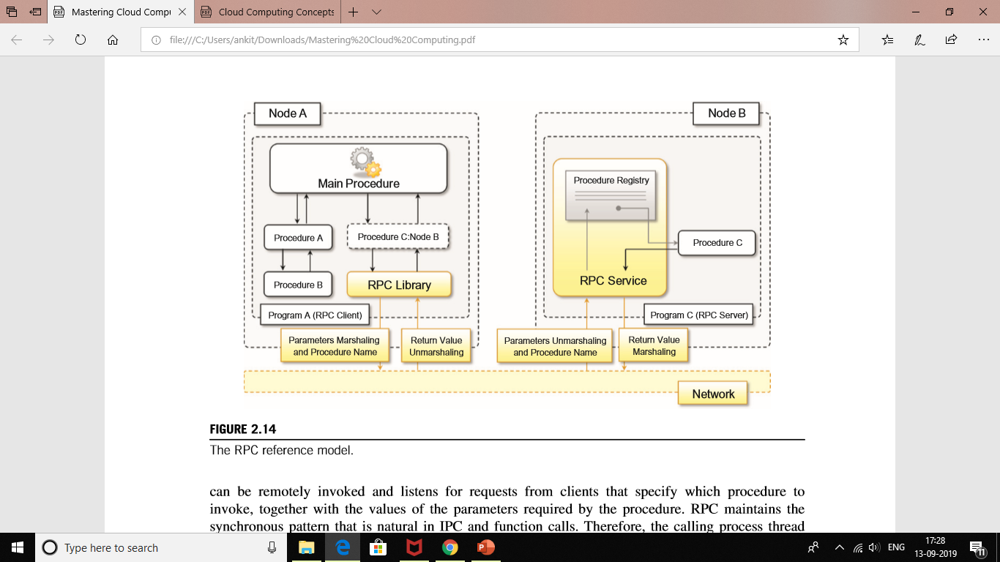 Mastering Cloud Compu
Cloud Computing Concepts
file:///C:/Users/ankit/Downloads/Mastering%20Cloud%20Computing.pdf
Node A
Node B
Main Procedure
Procedure Registry
Procedure A
Procedure C:Node B
Procedure C
Procedure B
RPC Library
RPC Service
Program A (RPC Client)
Program C (RPC Server)
Parameters Marshaling
and Procedure Name
Return Value
Unmarshaling
Parameters Unmarshaling
and Procedure Name
Return Value
Marshaling
Network
FIGURE 2.14
The RPC reference model.
can be remotely invoked and listens for requests from clients that specify which procedure to
invoke, together with the values of the parameters required by the procedure. RPC maintains the
synchronous pattern that is natural in IPC and function calls. Therefore, the calling process thread
Type here to search
ENG
17:28
13-09-2019
11